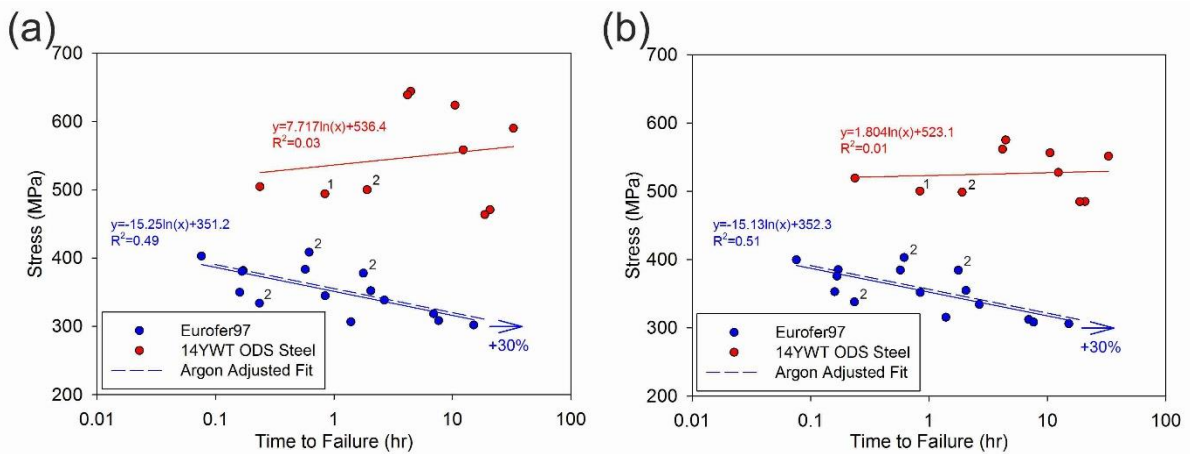 (a)
700
600
500
400
300
200
Stress (MPa)
y=7.717ln(x)+536.4
R²=0.03
1
2
y=-15.25ln(x)+351.2
R²=0.49
2
2
2
+30%
Eurofer97
14YWT ODS Steel
Argon Adjusted Fit
0.01 0.1 1 10 100
Time to Failure (hr)
(b)
700
600
500
400
300
200
Stress (MPa)
y=1.804ln(x)+523.1
R²=0.01
1
2
y=-15.13ln(x)+352.3
R²=0.51
2
2
2
+30%
Eurofer97
14YWT ODS Steel
Argon Adjusted Fit
0.01 0.1 1 10 100
Time to Failure (hr)